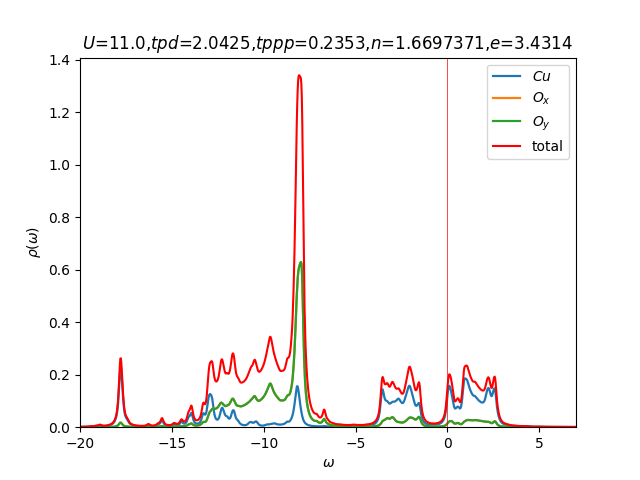 U=11.0,tpd=2.0425,tppp=0.2353,n=1.6697371,e=3.4314
1.4
1.2
1.0
0.8
0.6
0.4
0.2
0.0
ρ(ω)
Cu
Oₓ
O_y
total
−20 −15 −10 −5 0 5
ω